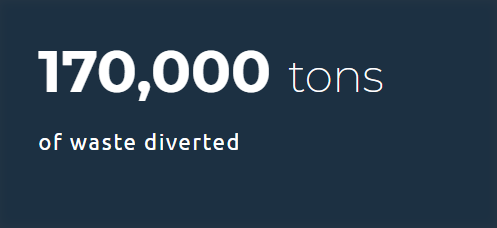 170,000 tons
of waste diverted